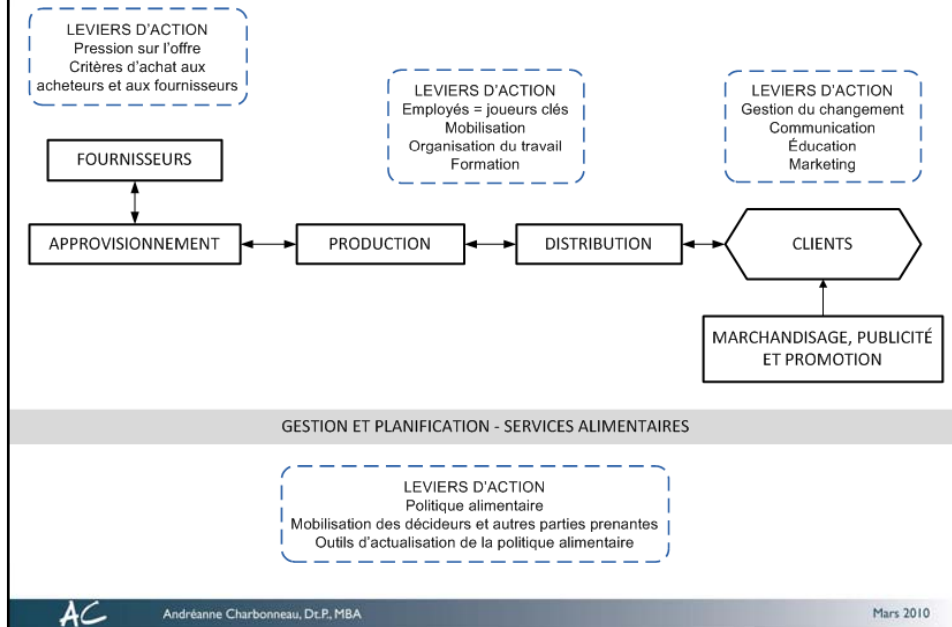 LEVIERS D'ACTION
Pression sur l'offre
Critères d'achat aux
acheteurs et aux fournisseurs
LEVIERS D'ACTION
Employés = joueurs clés
Mobilisation
Organisation du travail
Formation
LEVIERS D'ACTION
Gestion du changement
Communication
Éducation
Marketing
FOURNISSEURS
APPROVISIONNEMENT
PRODUCTION
DISTRIBUTION
CLIENTS
MARCHANDISAGE, PUBLICITÉ
ET PROMOTION
GESTION ET PLANIFICATION - SERVICES ALIMENTAIRES
LEVIERS D'ACTION
Politique alimentaire
Mobilisation des décideurs et autres parties prenantes
Outils d'actualisation de la politique alimentaire
AC
Andréanne Charbonneau, Dt.P., MBA
Mars 2010